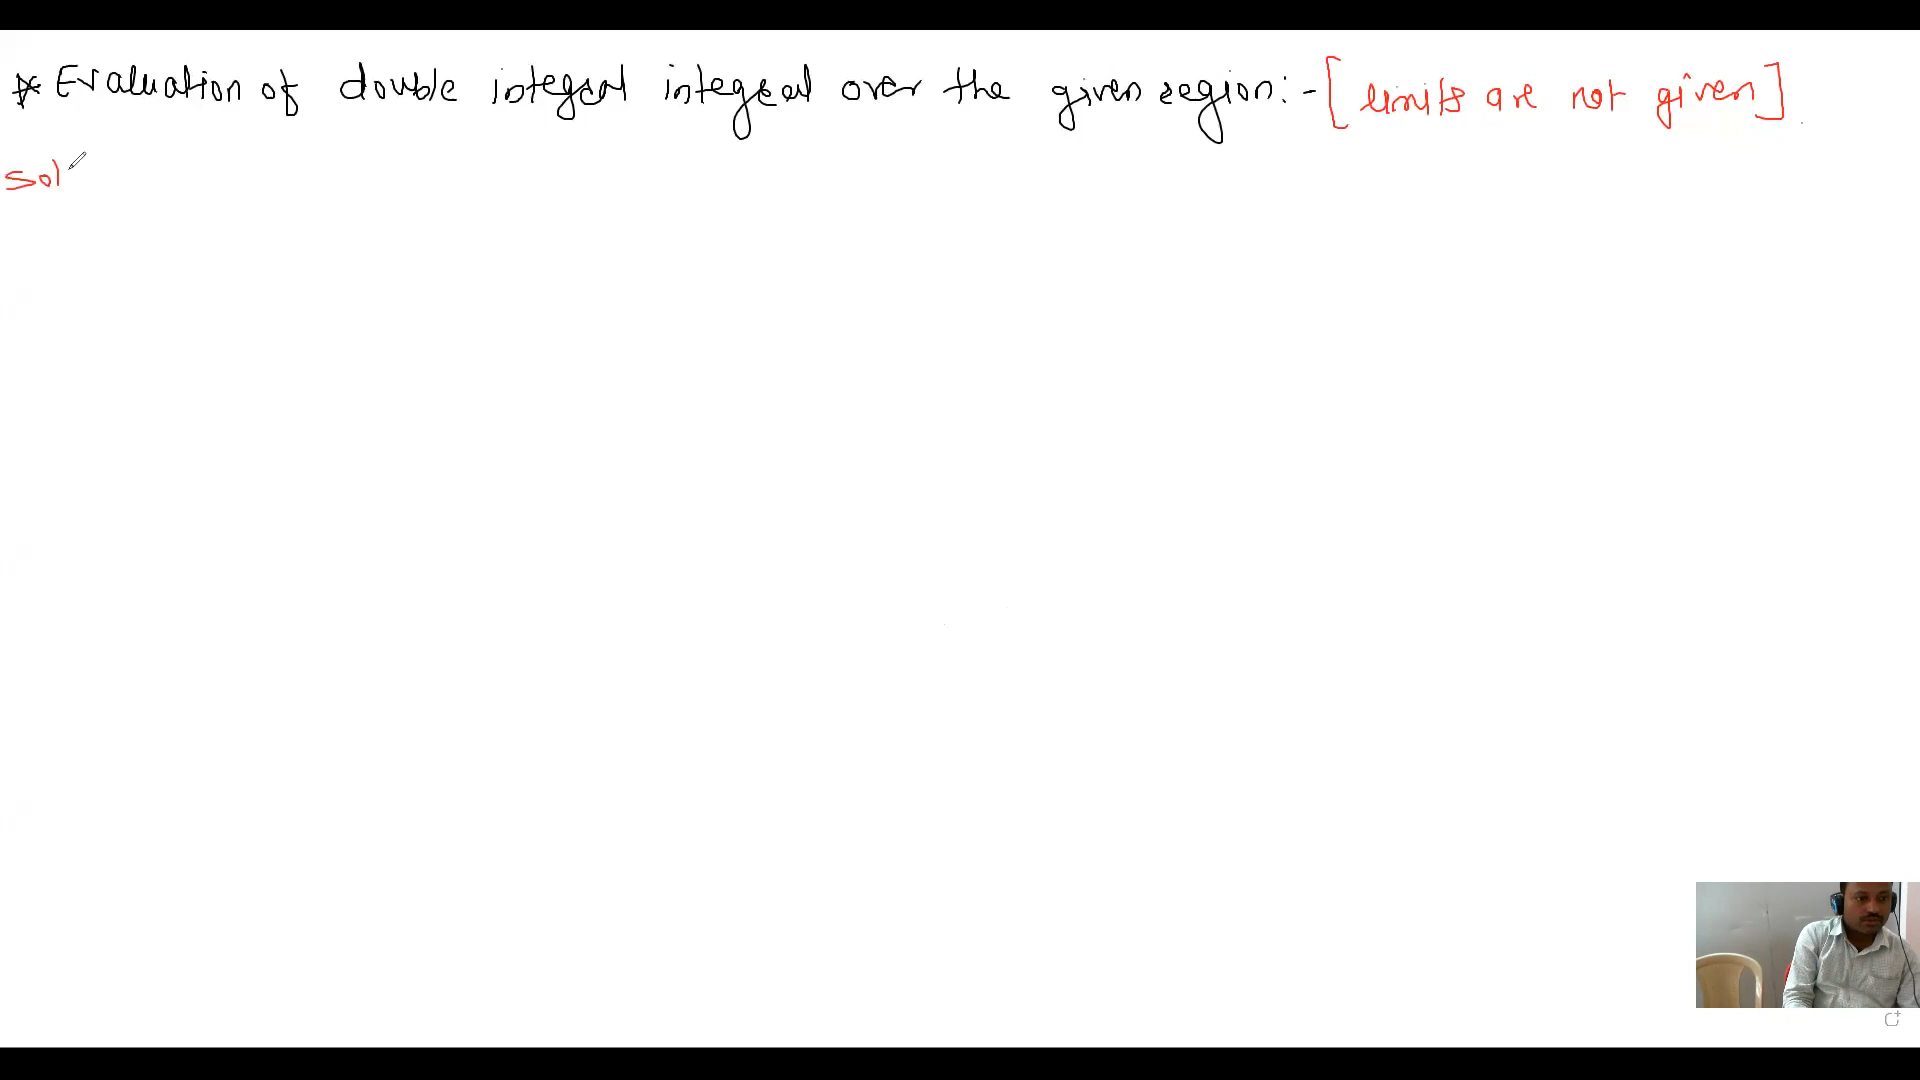 * Evaluation of double integral integral over the given region:- [limits are not given]
Sol